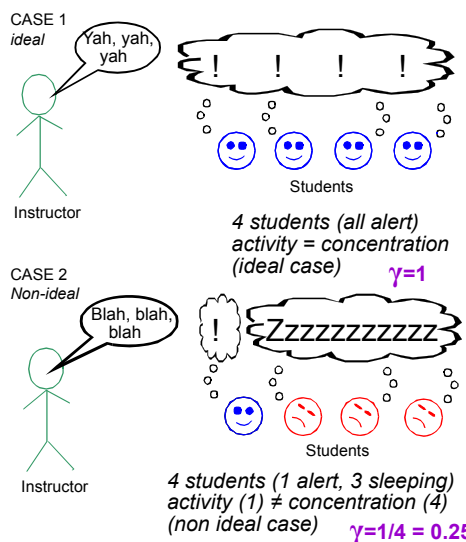 CASE 1
ideal
Yah, yah,
yah
! ! ! !
Students
Instructor
4 students (all alert)
activity = concentration
(ideal case)
γ=1
CASE 2
Non-ideal
Blah, blah,
blah
! Zzzzzzzzzzz
Students
Instructor
4 students (1 alert, 3 sleeping)
activity (1) ≠ concentration (4)
(non ideal case)
γ=1/4 = 0.25